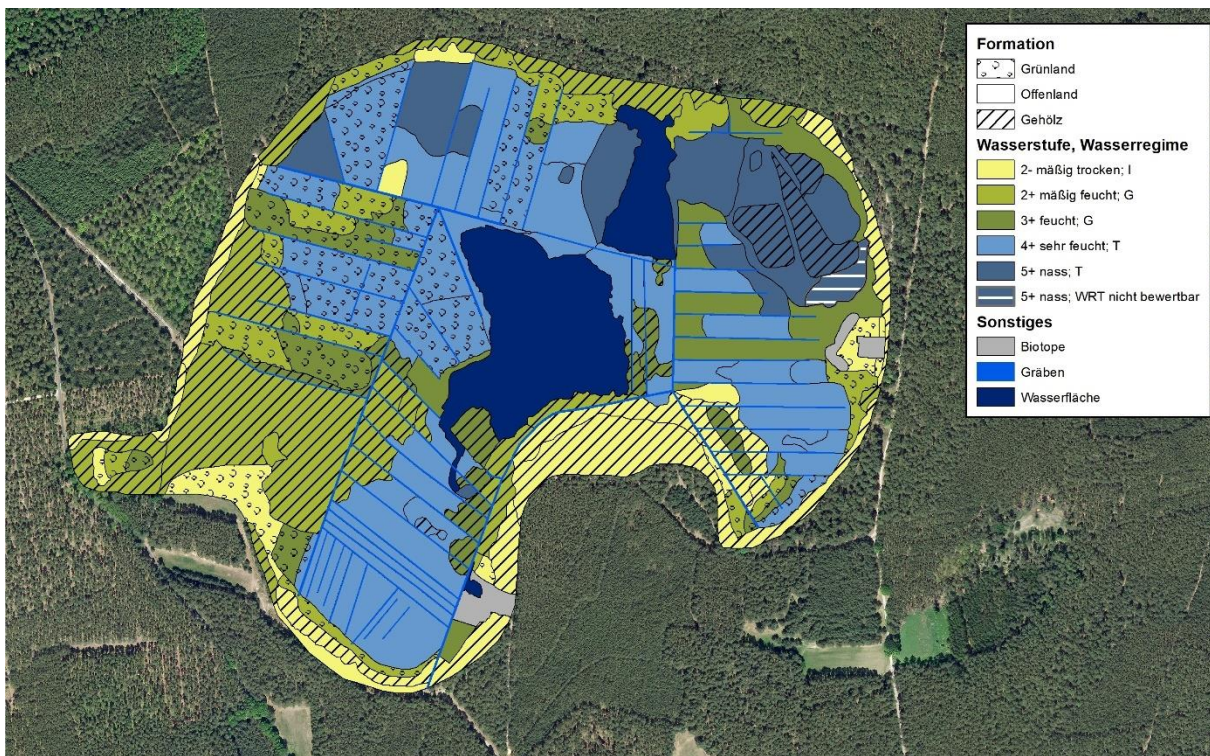 Formation
Grünland
Offenland
Gehölz
Wasserstufe, Wasserregime
2- mäßig trocken; I
2+ mäßig feucht; G
3+ feucht; G
4+ sehr feucht; T
5+ nass; T
5+ nass; WRT nicht bewertbar
Sonstiges
Biotope
Gräben
Wasserfläche